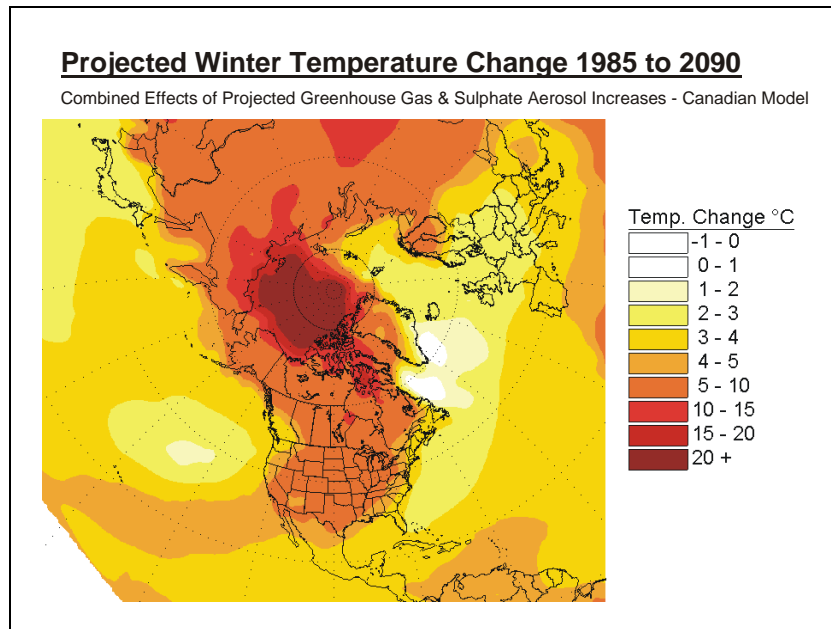 Projected Winter Temperature Change 1985 to 2090
Combined Effects of Projected Greenhouse Gas & Sulphate Aerosol Increases - Canadian Model
Temp. Change °C
-1 - 0
0 - 1
1 - 2
2 - 3
3 - 4
4 - 5
5 - 10
10 - 15
15 - 20
20 +